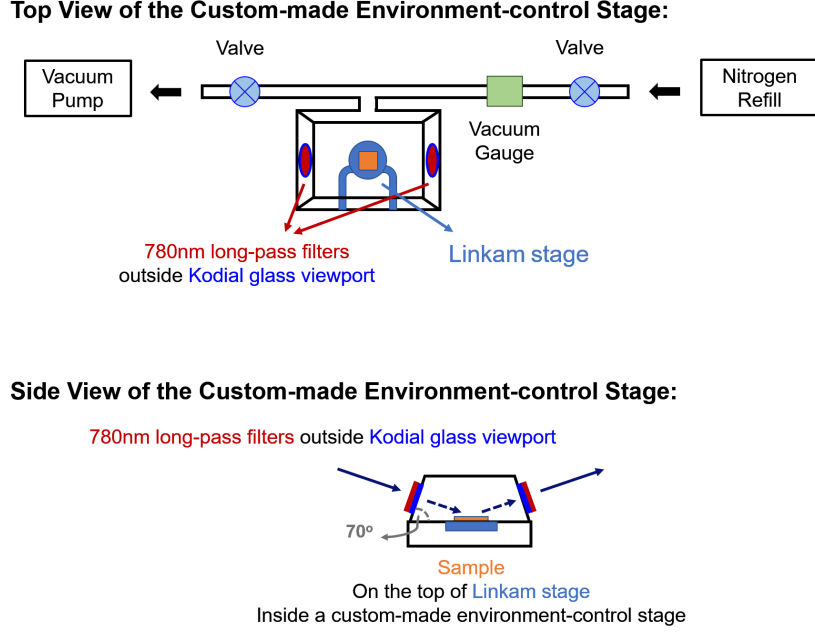 Top View of the Custom-made Environment-control Stage:
Valve
Valve
Vacuum
Pump
Nitrogen
Refill
Vacuum
Gauge
780nm long-pass filters
outside Kodial glass viewport
Linkam stage
Side View of the Custom-made Environment-control Stage:
780nm long-pass filters outside Kodial glass viewport
70º
Sample
On the top of Linkam stage
Inside a custom-made environment-control stage